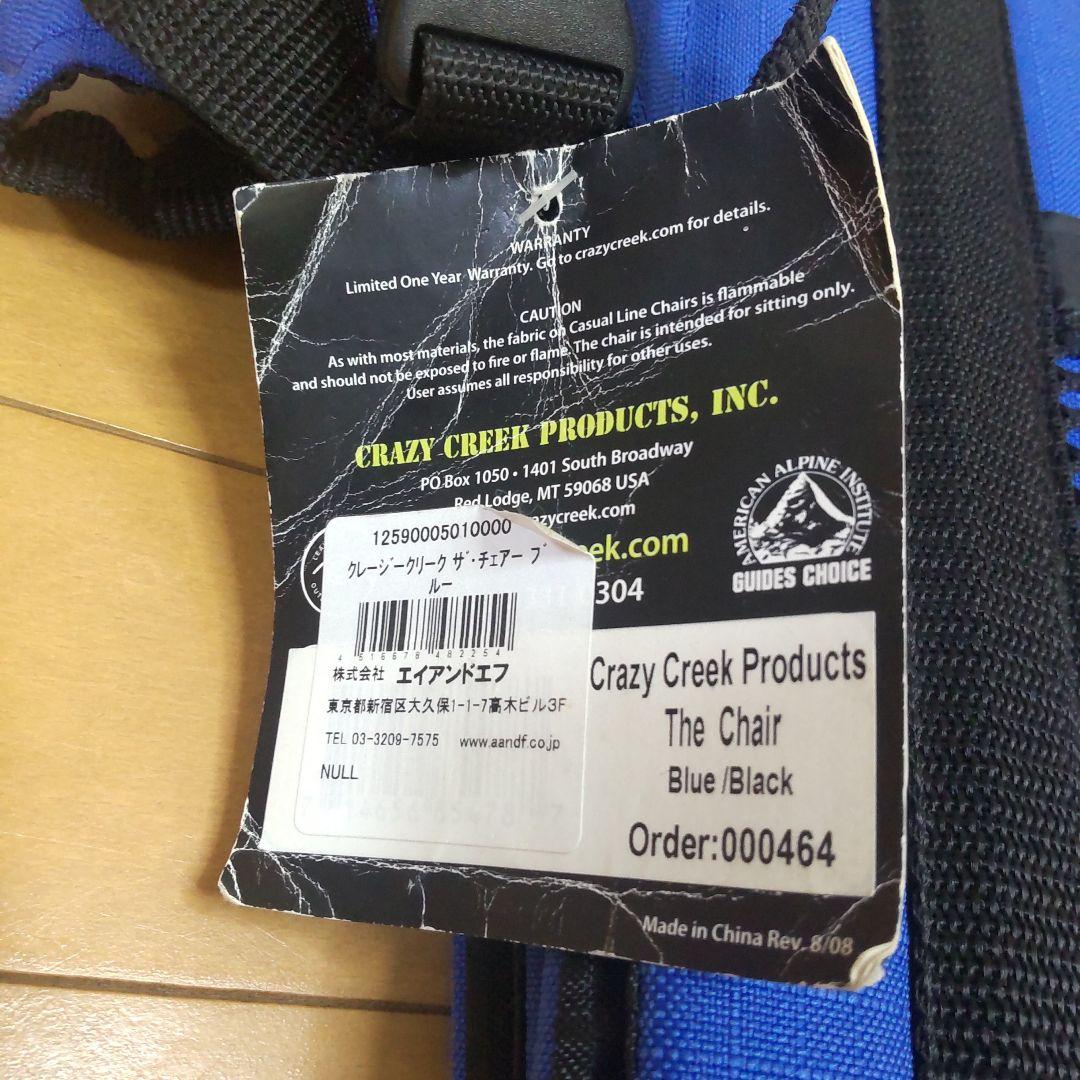 WARRANTY
Limited One Year Warranty. Go to crazycreek.com for details.
CAUTION
As with most materials, the fabric on Casual Line Chairs is flammable
and should not be exposed to fire or flame. The chair is intended for sitting only.
User assumes all responsibility for other uses.
CRAZY CREEK PRODUCTS, INC.
PO Box 1050 • 1401 South Broadway
Red Lodge, MT 59068 USA
zycreek.com
eek.com
0304
AMERICAN ALPINE INSTITUTE
GUIDES CHOICE
12590005010000
クレージークリーク ザ・チェアー ブ
ルー
4516678482254
株式会社 エイアンドエフ
東京都新宿区大久保1-1-7高木ビル3F
TEL 03-3209-7575 www.aandf.co.jp
NULL
Crazy Creek Products
The Chair
Blue /Black
Order:000464
Made in China Rev. 8/08